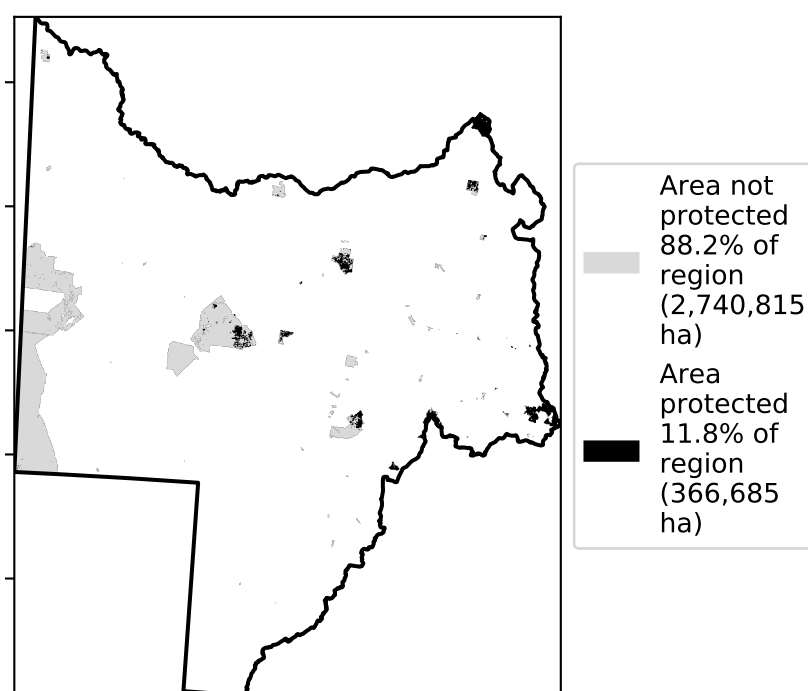 Area not
protected
88.2% of
region
(2,740,815
ha)
Area
protected
11.8% of
region
(366,685
ha)